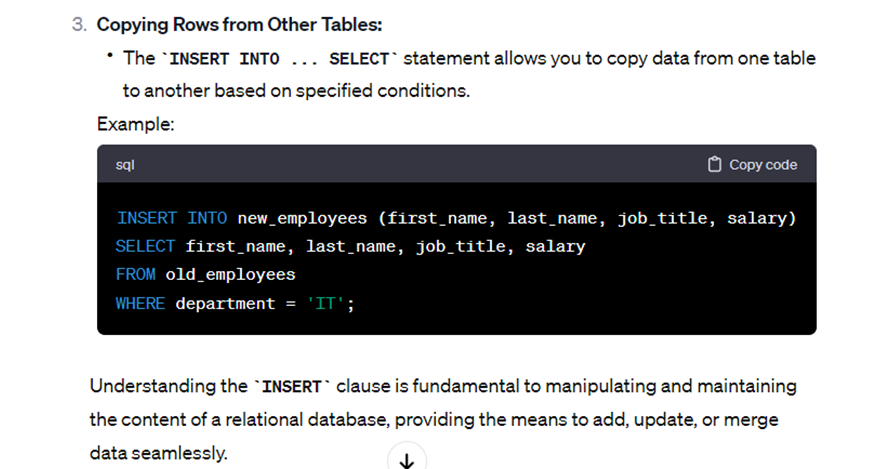 3. Copying Rows from Other Tables:
• The `INSERT INTO ... SELECT` statement allows you to copy data from one table
to another based on specified conditions.
Example:
sql Copy code
INSERT INTO new_employees (first_name, last_name, job_title, salary)
SELECT first_name, last_name, job_title, salary
FROM old_employees
WHERE department = 'IT';
Understanding the `INSERT` clause is fundamental to manipulating and maintaining
the content of a relational database, providing the means to add, update, or merge
data seamlessly.